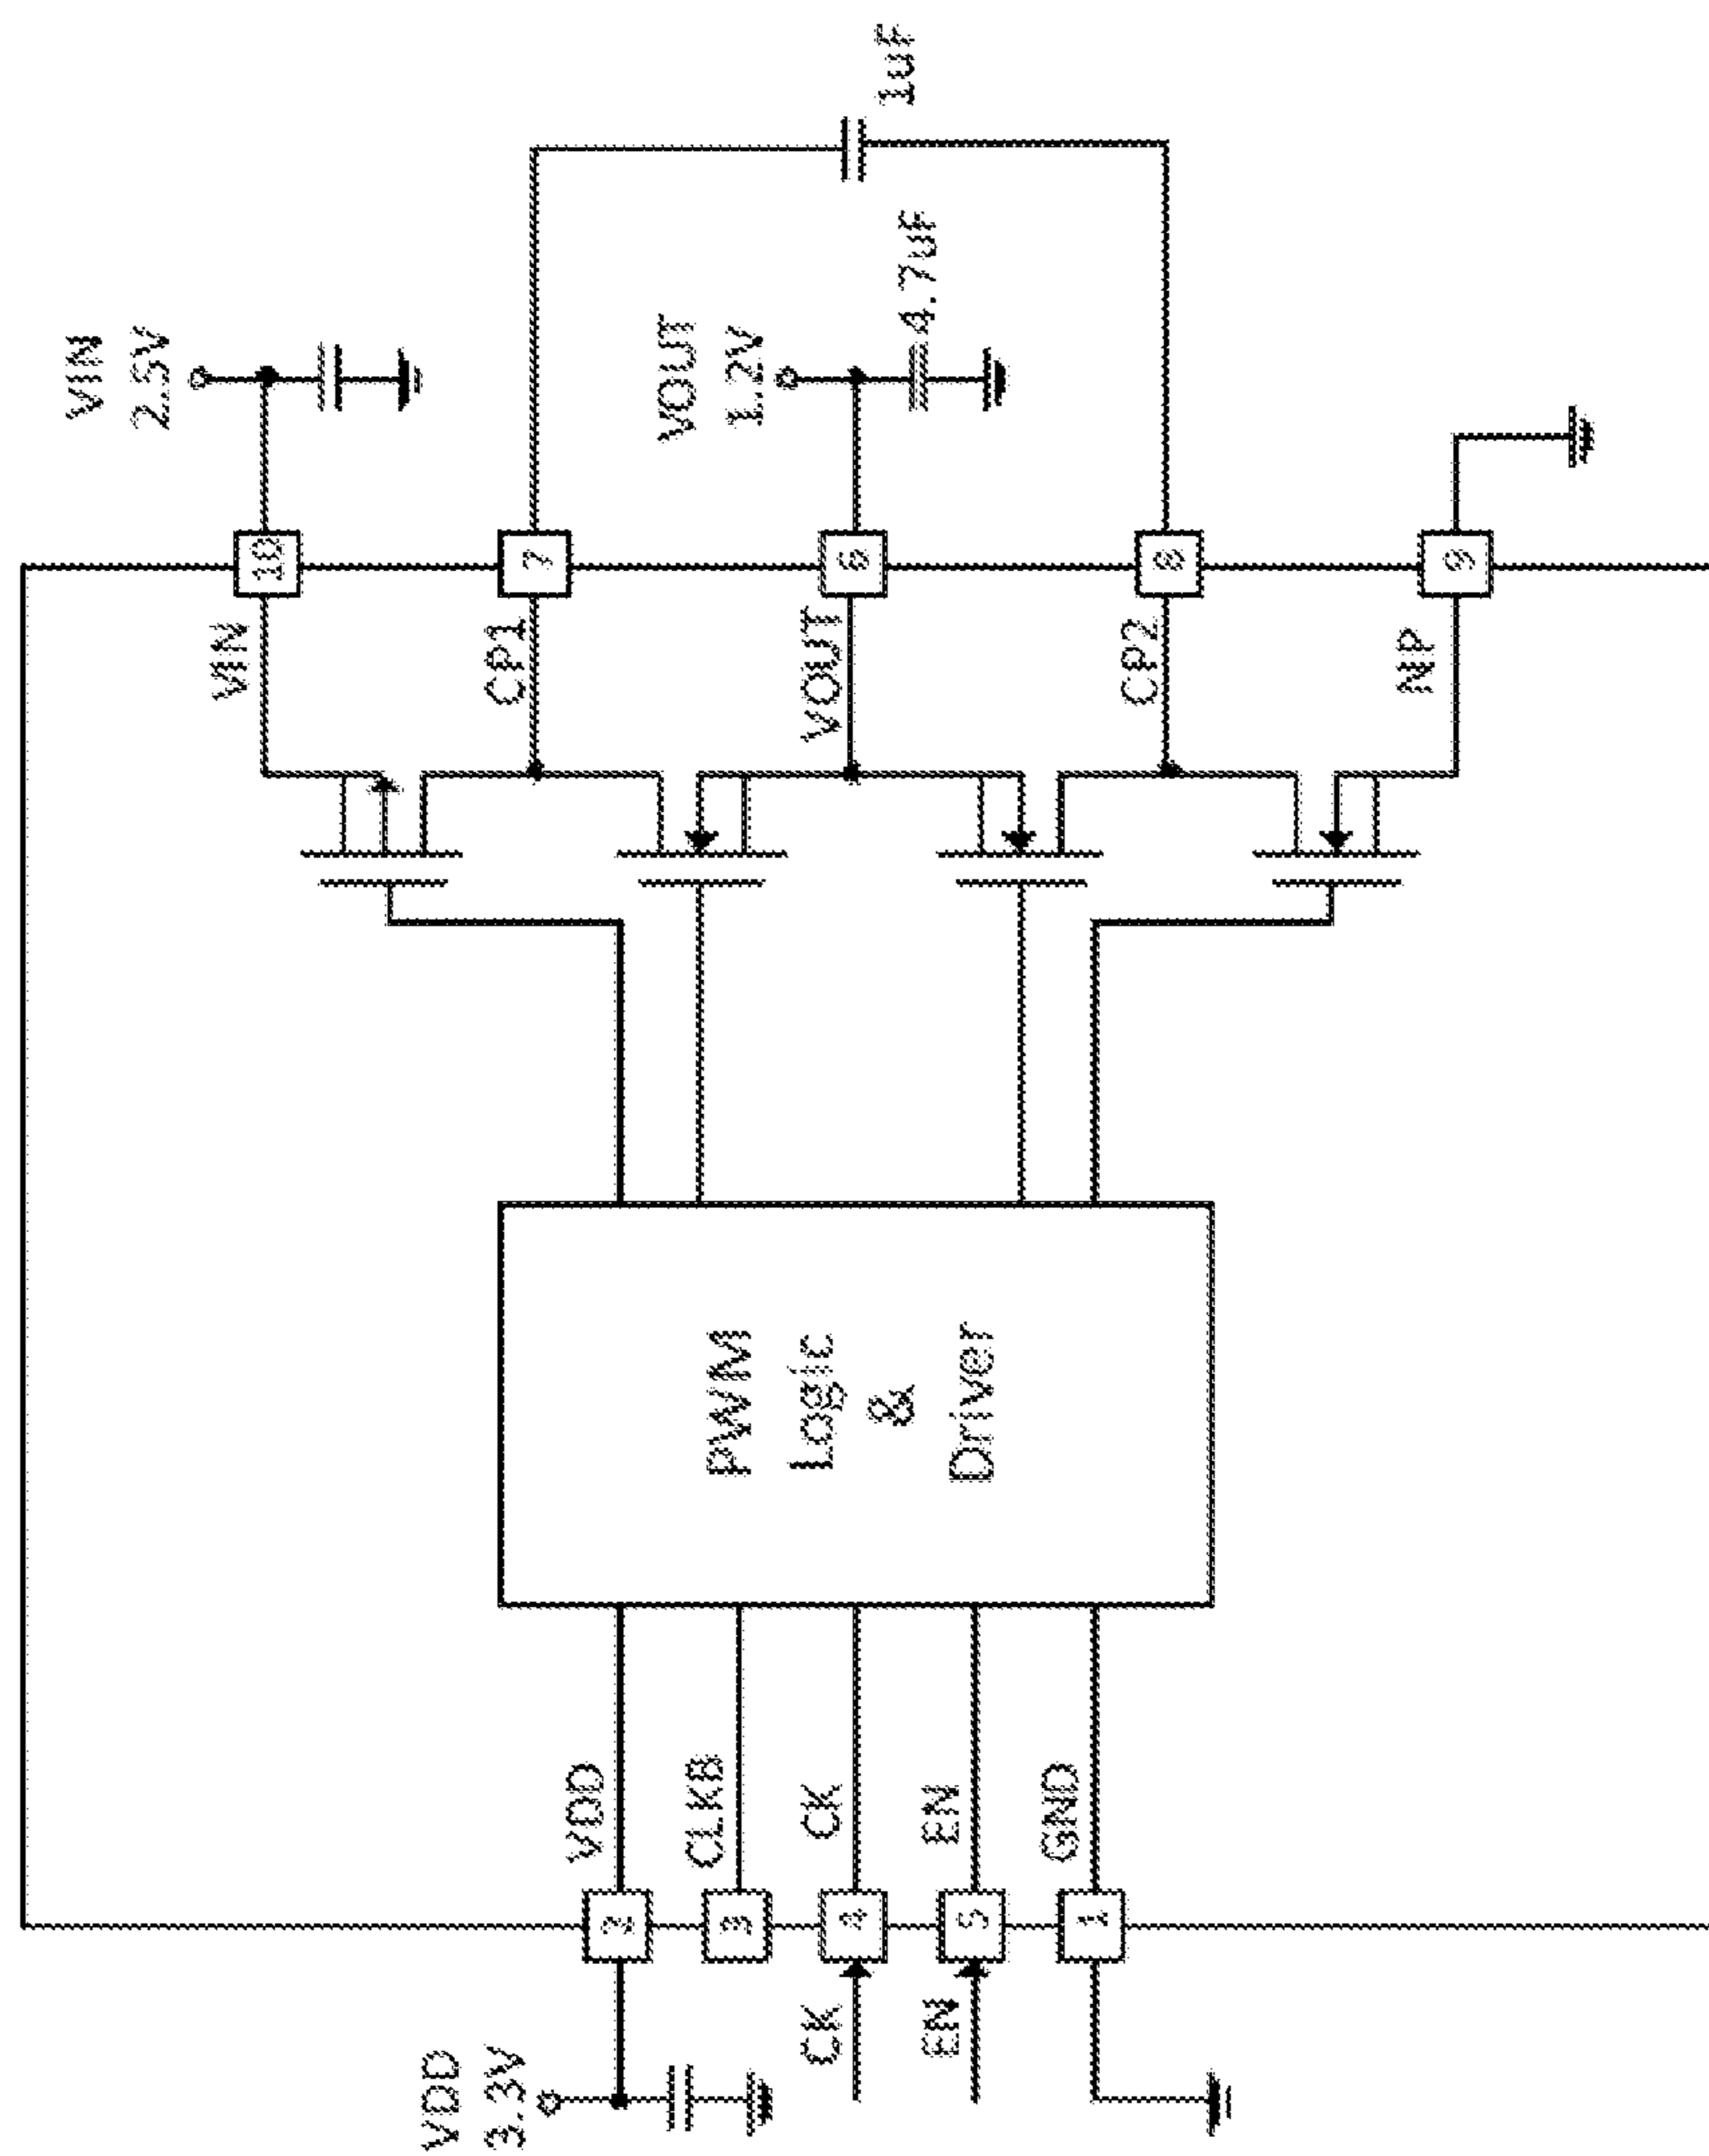 VDD
3.3V
CK
EN
2
3
4
5
1
VDD
CLKB
CK
EN
GND
PWM
Logic
&
Driver
VIN
CP1
VOUT
CP2
NP
10
7
6
8
9
VIN
2.5V
VOUT
1.2V
4.7uF
1uF